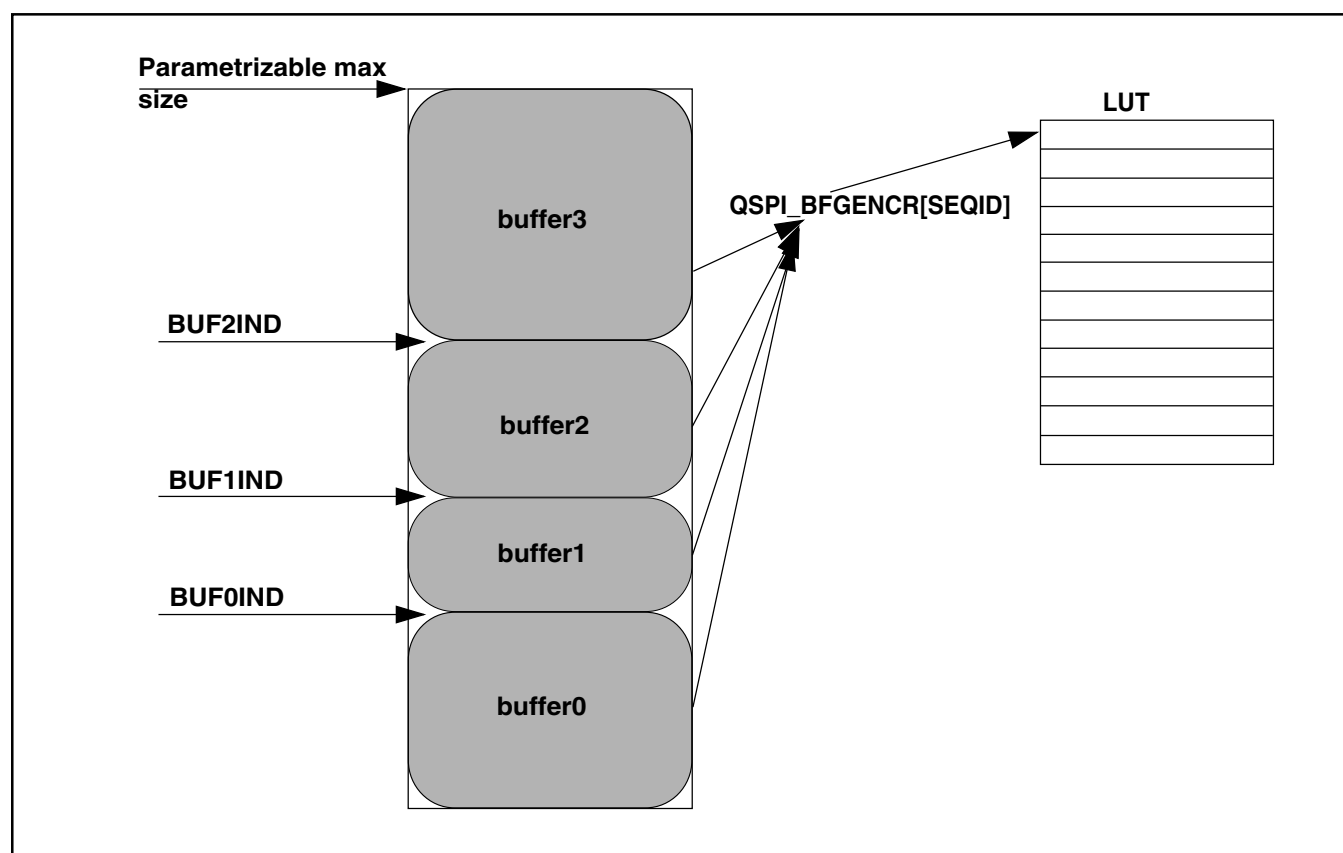 Parametrizable max
size
LUT
buffer3
QSPI_BFGENCR[SEQID]
BUF2IND
buffer2
BUF1IND
buffer1
BUF0IND
buffer0